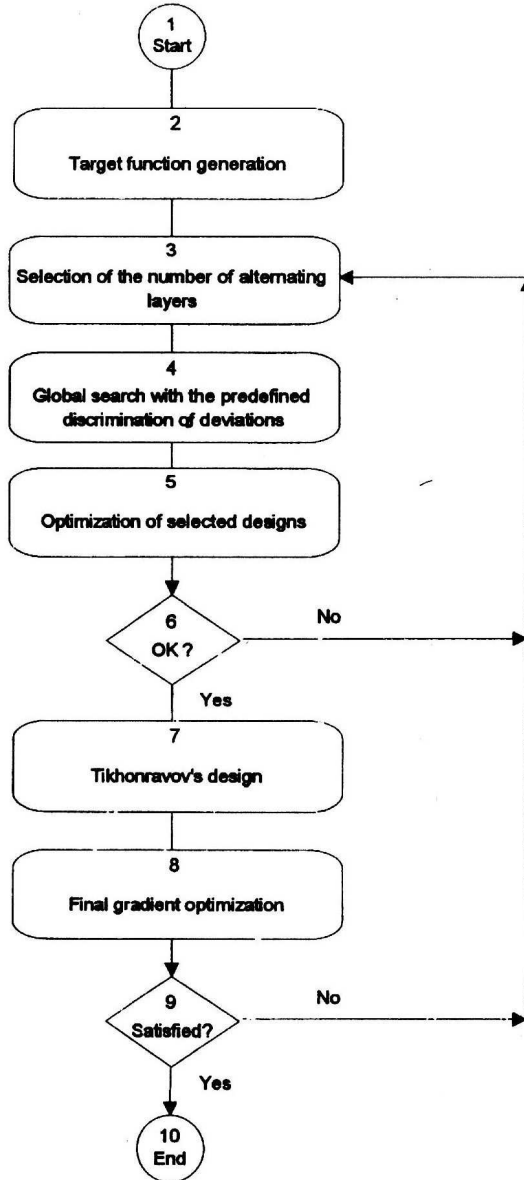 1
Start
2
Target function generation
3
Selection of the number of alternating
layers
4
Global search with the predefined
discrimination of deviations
5
Optimization of selected designs
6
OK ?
No
Yes
7
Tikhonravov's design
8
Final gradient optimization
9
Satisfied?
No
Yes
10
End